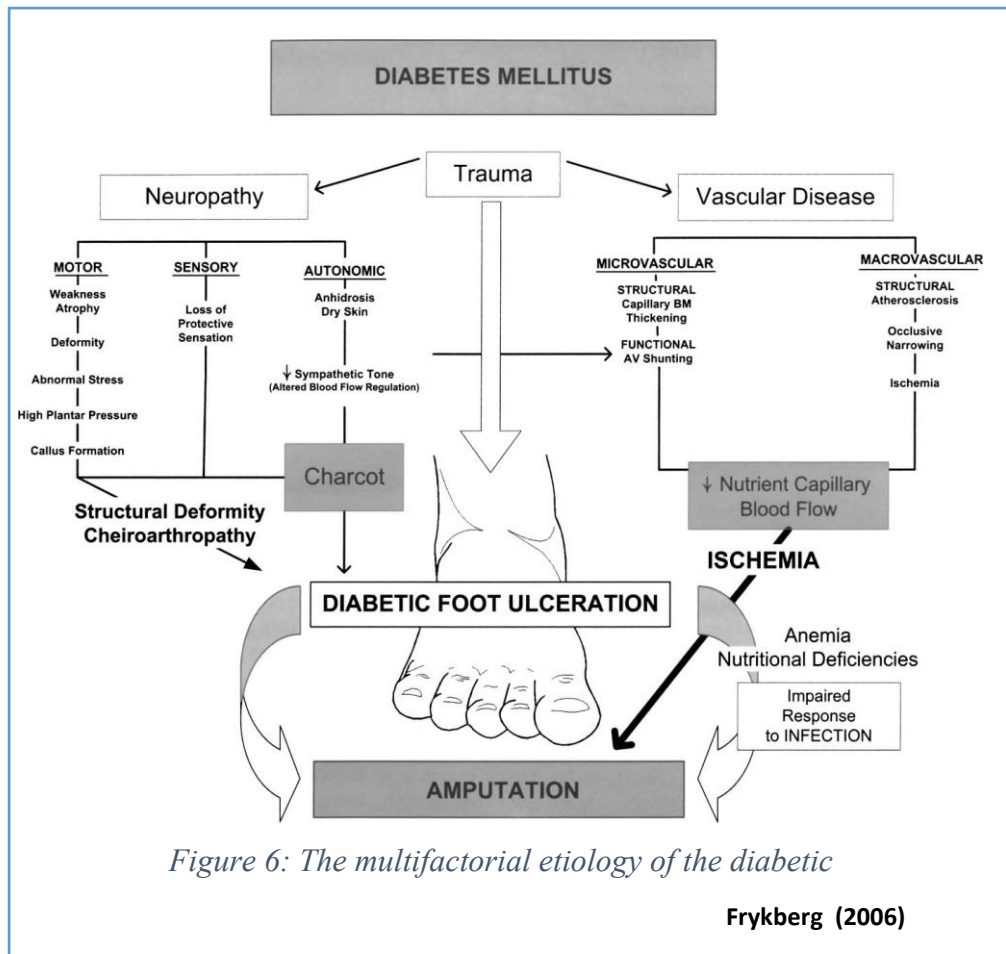 DIABETES MELLITUS
Trauma
Neuropathy
Vascular Disease
MOTOR
Weakness
Atrophy
Deformity
Abnormal Stress
High Plantar Pressure
Callus Formation
SENSORY
Loss of
Protective
Sensation
AUTONOMIC
Anhidrosis
Dry Skin
↓ Sympathetic Tone
(Altered Blood Flow Regulation)
MICROVASCULAR
STRUCTURAL
Capillary BM
Thickening
FUNCTIONAL
AV Shunting
MACROVASCULAR
STRUCTURAL
Atherosclerosis
Occlusive
Narrowing
Ischemia
Charcot
↓ Nutrient Capillary
Blood Flow
Structural Deformity
Cheiroarthropathy
ISCHEMIA
DIABETIC FOOT ULCERATION
Anemia
Nutritional Deficiencies
Impaired
Response
to INFECTION
AMPUTATION
Figure 6: The multifactorial etiology of the diabetic
Frykberg (2006)